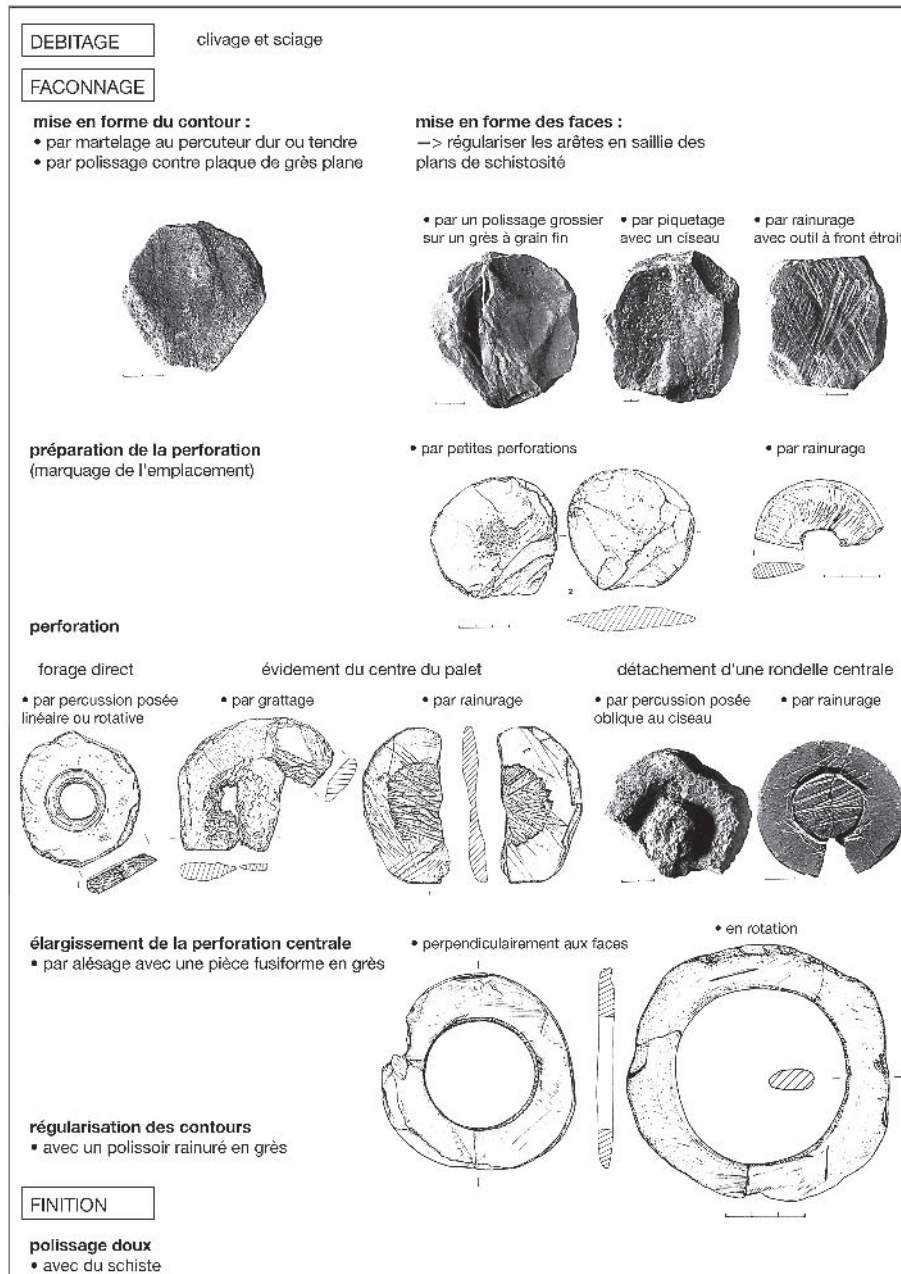 DEBITAGE
clivage et sciage
FACONNAGE
mise en forme du contour :
• par martelage au percuteur dur ou tendre
• par polissage contre plaque de grès plane
mise en forme des faces :
—> régulariser les arêtes en saillie des
plans de schistosité
• par un polissage grossier
sur un grès à grain fin
• par piquetage
avec un ciseau
• par rainurage
avec outil à front étroit
préparation de la perforation
(marquage de l'emplacement)
• par petites perforations
• par rainurage
2
perforation
forage direct
• par percussion posée
linéaire ou rotative
évidement du centre du palet
• par grattage
• par rainurage
détachement d'une rondelle centrale
• par percussion posée
oblique au ciseau
• par rainurage
élargissement de la perforation centrale
• par alésage avec une pièce fusiforme en grès
• perpendiculairement aux faces
• en rotation
régularisation des contours
• avec un polissoir rainuré en grès
FINITION
polissage doux
• avec du schiste